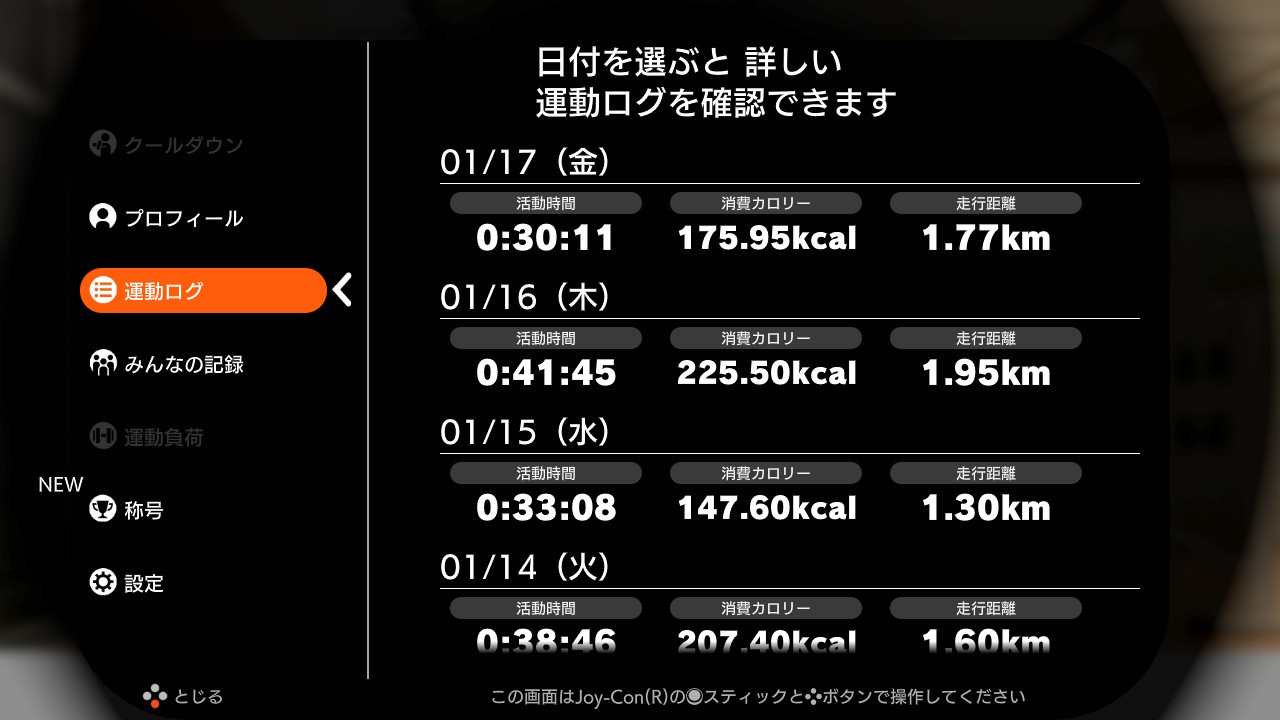 日付を選ぶと 詳しい
運動ログを確認できます
クールダウン
プロフィール
運動ログ
みんなの記録
運動負荷
NEW
称号
設定
01/17（金）
活動時間 消費カロリー 走行距離
0:30:11 175.95kcal 1.77km
01/16（木）
活動時間 消費カロリー 走行距離
0:41:45 225.50kcal 1.95km
01/15（水）
活動時間 消費カロリー 走行距離
0:33:08 147.60kcal 1.30km
01/14（火）
活動時間 消費カロリー 走行距離
0:38:46 207.40kcal 1.60km
とじる
この画面はJoy-Con(R)のスティックとボタンで操作してください